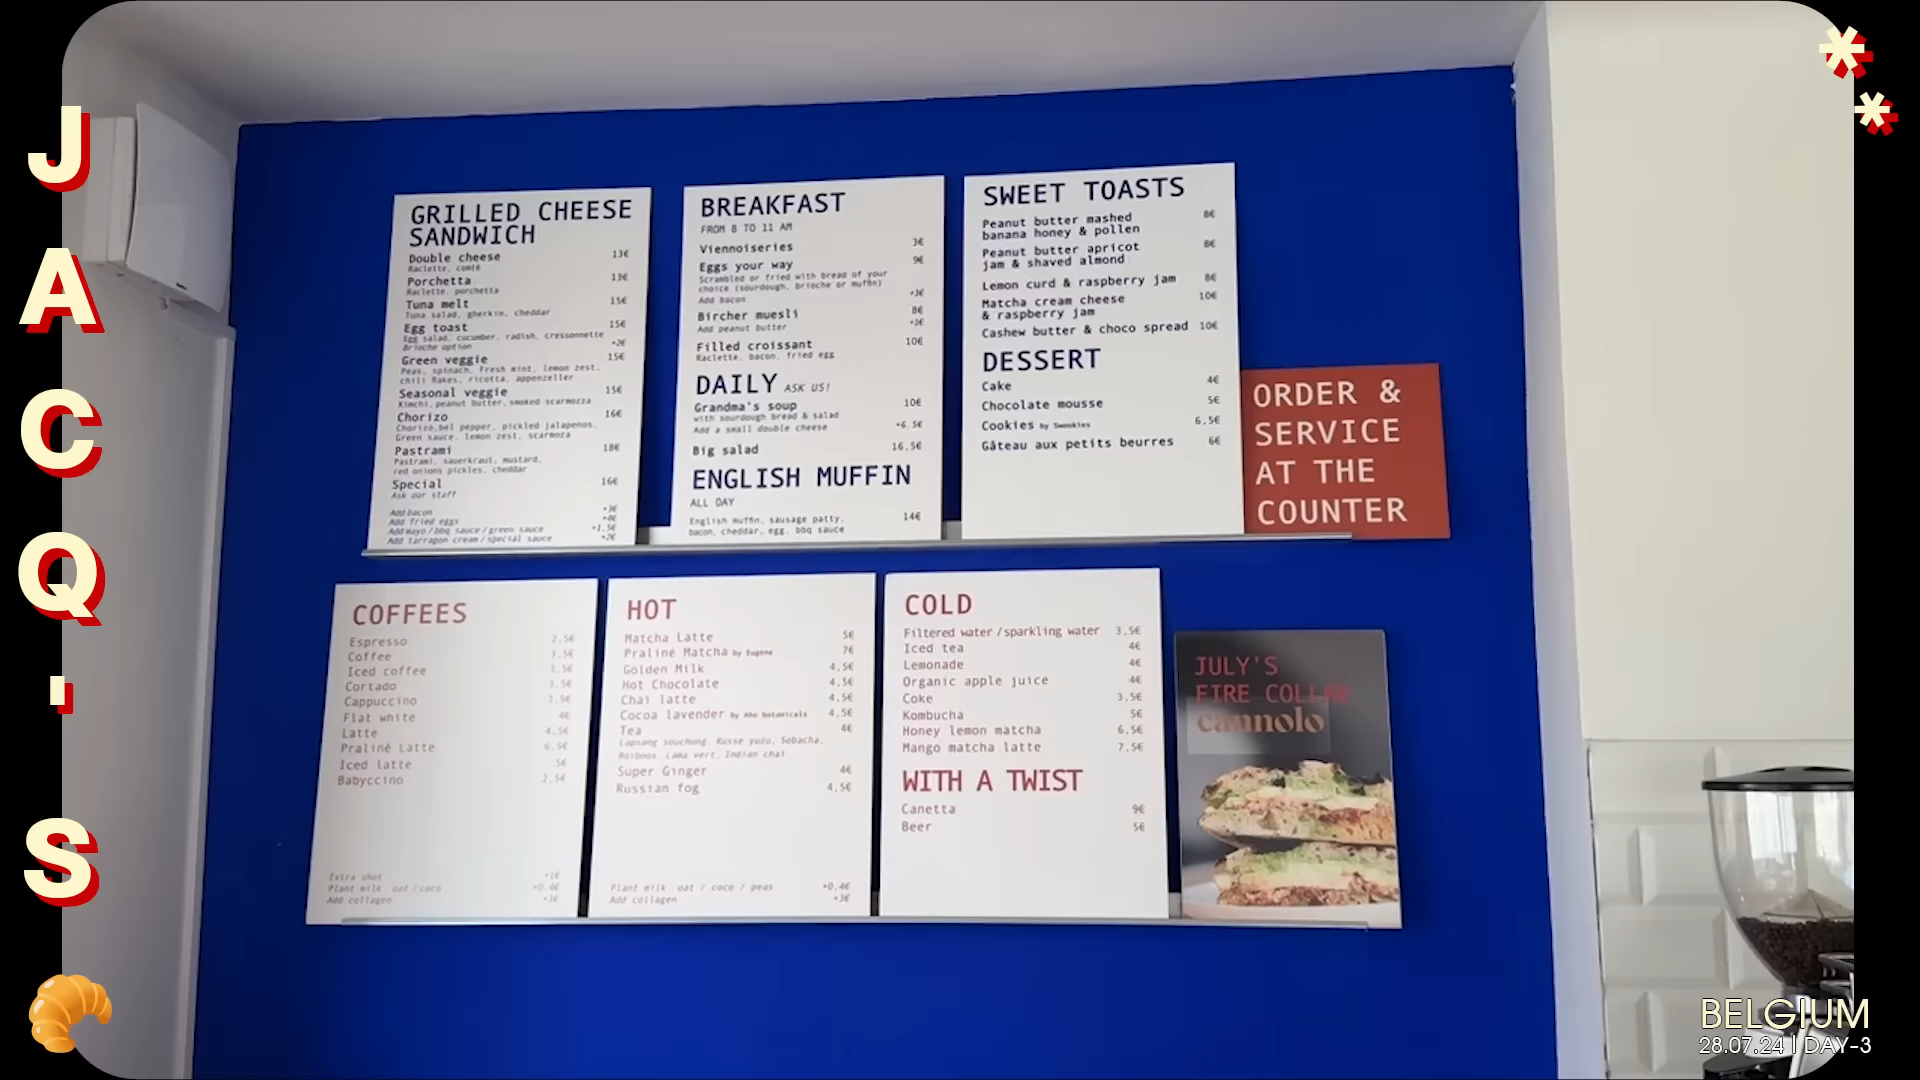 JACQ'S
GRILLED CHEESE
SANDWICH
Double cheese 13€
Raclette, comté
Porchetta 13€
Raclette, porchetta
Tuna melt 15€
Tuna salad, gherkin, cheddar
Egg toast 15€
Egg salad, cucumber, radish, cressonnette
Brioche option +2€
Green veggie 15€
Peas, spinach, fresh mint, lemon zest,
chili flakes, ricotta, appenzeller
Seasonal veggie 15€
Kimchi, peanut butter, smoked scarmozza
Chorizo 16€
Chorizo, bel pepper, pickled jalapenos,
Green sauce, lemon zest, scarmoza
Pastrami 18€
Pastrami, sauerkraut, mustard,
red onions pickles, cheddar
Special 16€
Ask our staff
Add bacon +3€
Add fried eggs +4€
Add mayo / bbq sauce / green sauce +1,5€
Add tarragon cream / special sauce +2€
BREAKFAST
FROM 8 TO 11 AM
Viennoiseries 3€
Eggs your way 9€
Scrambled or fried with bread of your
choice (sourdough, brioche or muffin)
Add bacon +3€
Bircher muesli 8€
Add peanut butter +1€
Filled croissant 10€
Raclette, bacon, fried egg
DAILY ASK US!
Grandma's soup 10€
with sourdough bread & salad
Add a small double cheese +6,5€
Big salad 16,5€
ENGLISH MUFFIN
ALL DAY
English muffin, sausage patty, 14€
bacon, cheddar, egg, bbq sauce
SWEET TOASTS
Peanut butter mashed 8€
banana honey & pollen
Peanut butter apricot 8€
jam & shaved almond
Lemon curd & raspberry jam 8€
Matcha cream cheese 10€
& raspberry jam
Cashew butter & choco spread 10€
DESSERT
Cake 4€
Chocolate mousse 5€
Cookies by Swookies 6,5€
Gâteau aux petits beurres 6€
ORDER &
SERVICE
AT THE
COUNTER
COFFEES
Espresso 2,5€
Coffee 3,5€
Iced coffee 3,5€
Cortado 3,5€
Cappuccino 3,5€
Flat white 4€
Latte 4,5€
Praliné Latte 6,5€
Iced latte 5€
Babyccino 2,5€
Extra shot +1€
Plant milk oat / coco +0,4€
Add collagen +3€
HOT
Matcha Latte 5€
Praliné Matcha by Eugène 7€
Golden Milk 4,5€
Hot Chocolate 4,5€
Chai latte 4,5€
Cocoa lavender by Aho botanicals 4,5€
Tea 4€
Lapsang souchong, Russe yuzu, Sobacha,
Roiboos, Lama vert, Indian chai
Super Ginger 4€
Russian fog 4,5€
Plant milk oat / coco / peas +0,4€
Add collagen +3€
COLD
Filtered water / sparkling water 3,5€
Iced tea 4€
Lemonade 4€
Organic apple juice 4€
Coke 3,5€
Kombucha 5€
Honey lemon matcha 6,5€
Mango matcha latte 7,5€
WITH A TWIST
Canetta 9€
Beer 5€
JULY'S
FIRE COLLAB
cannolo
BELGIUM
28.07.24 | DAY-3